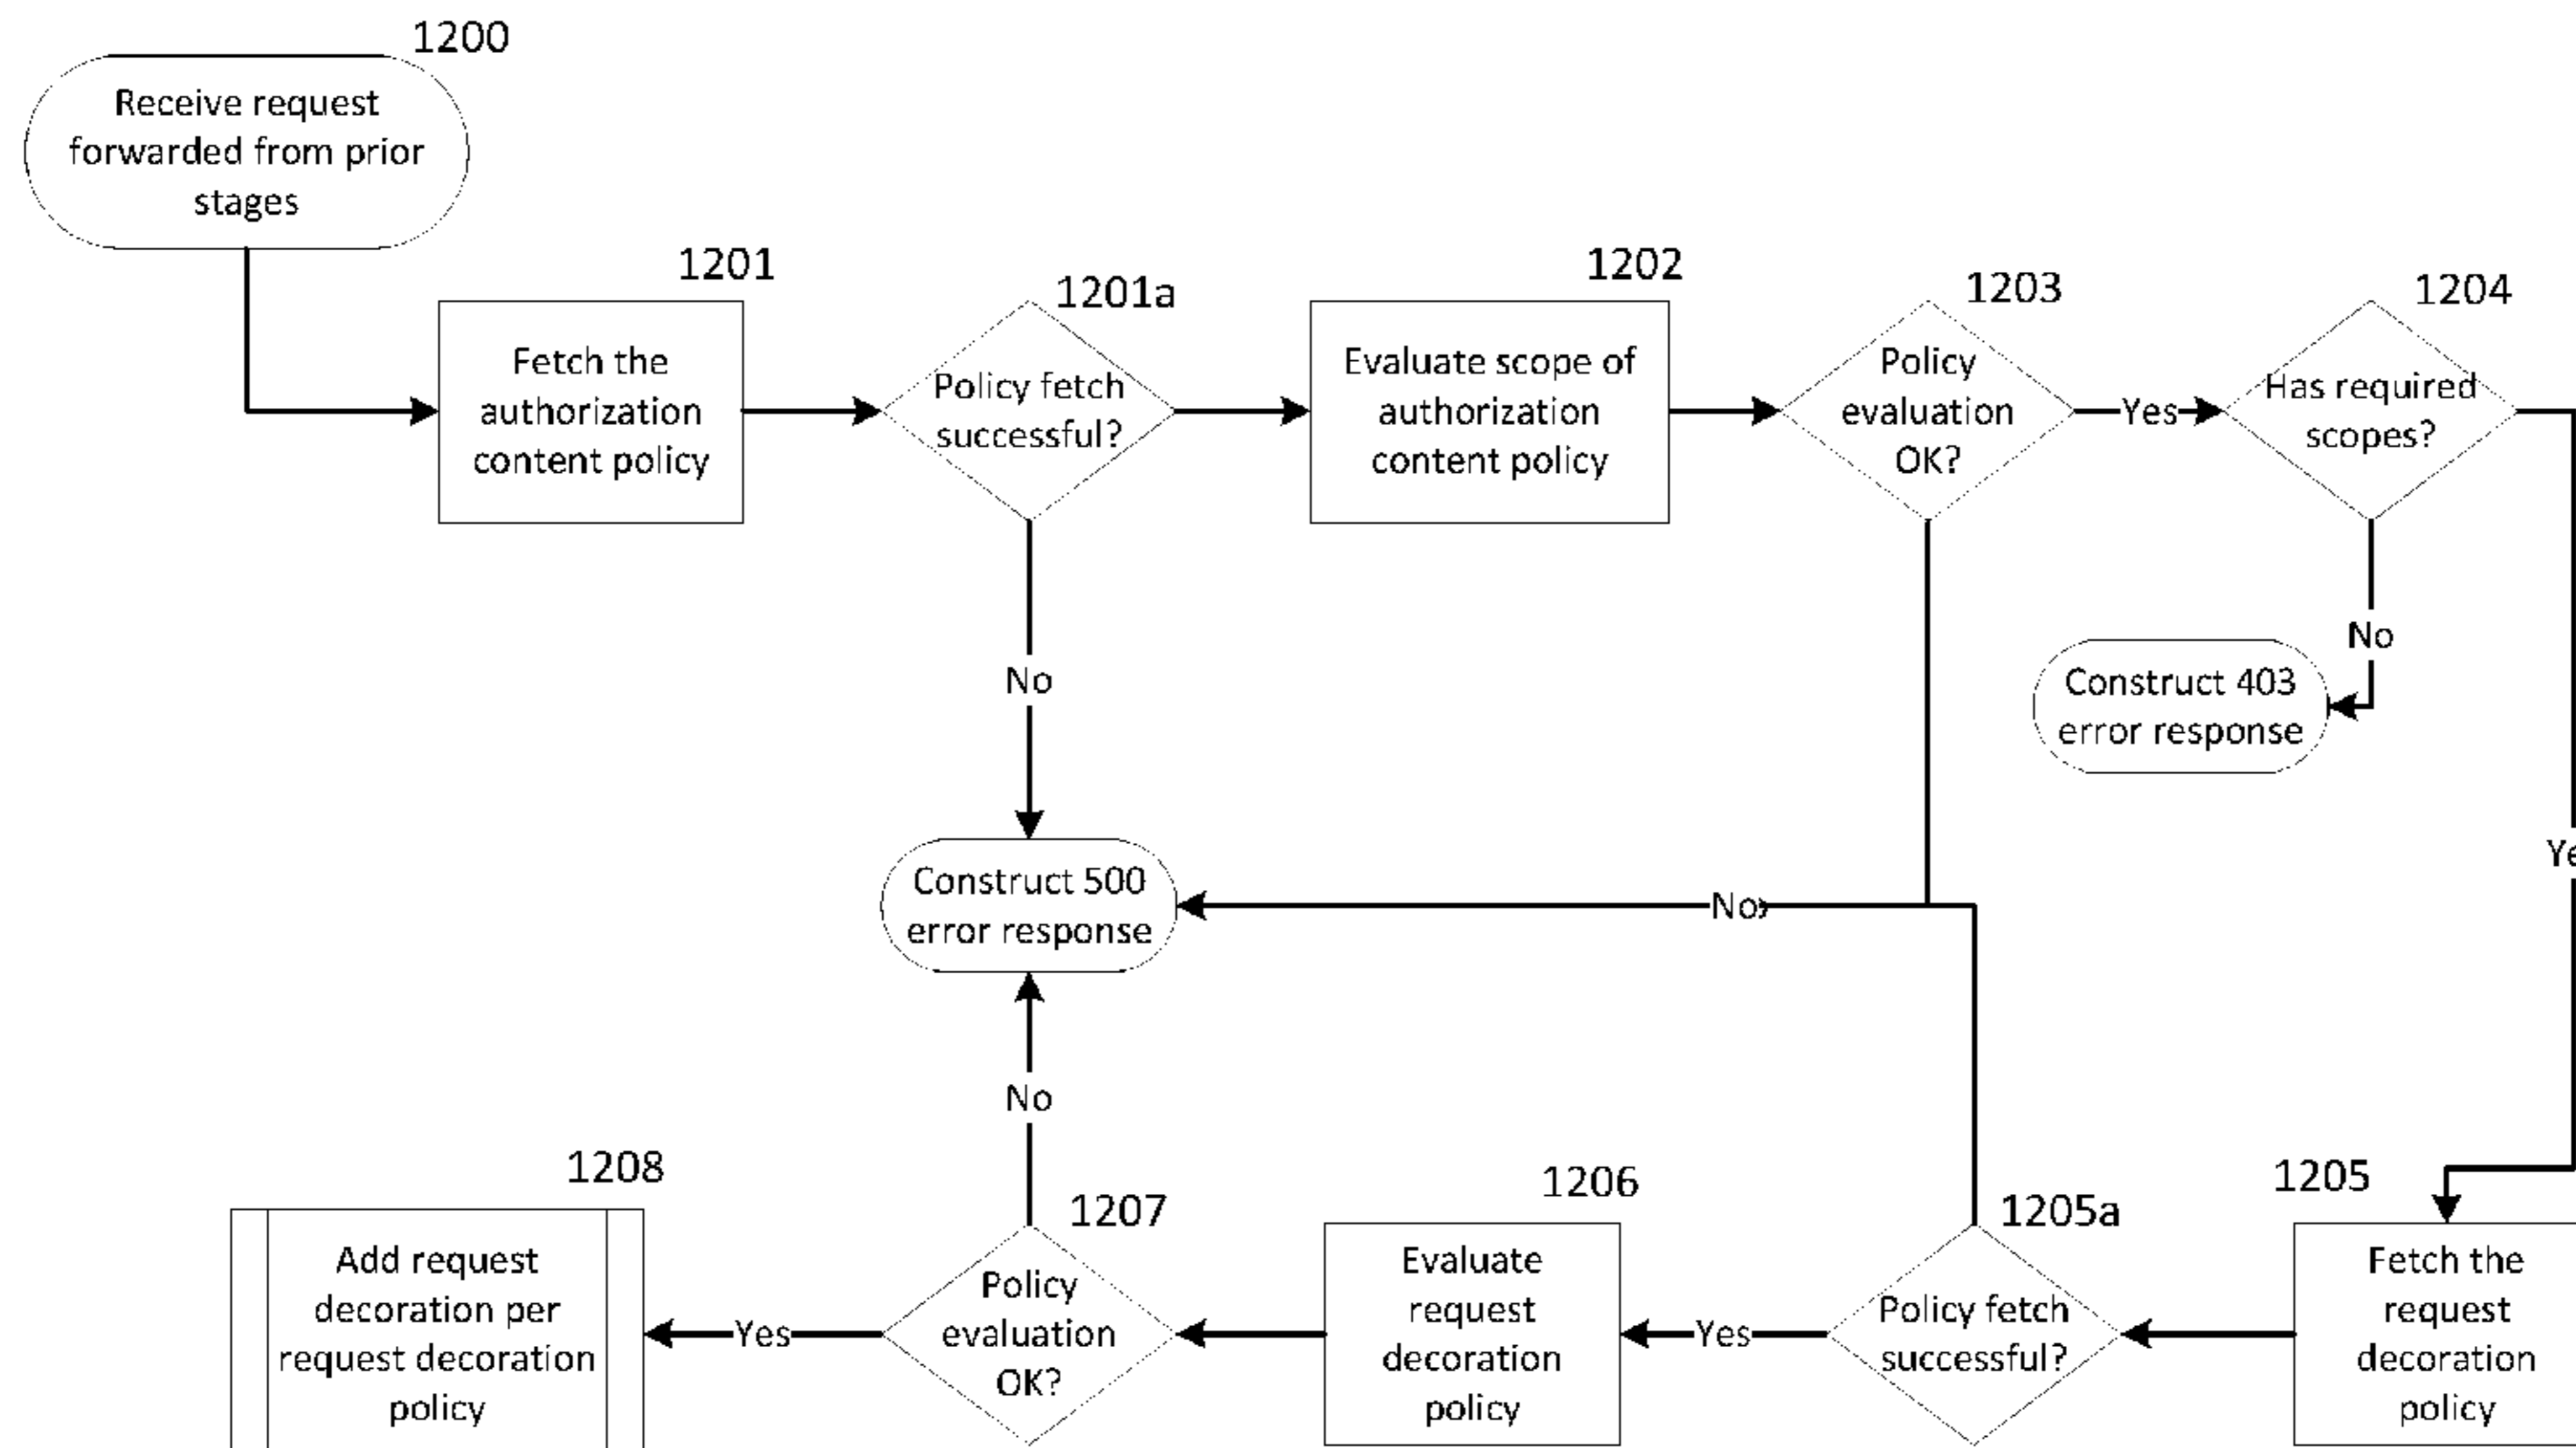 1200
Receive request
forwarded from prior
stages
1201
Fetch the
authorization
content policy
1201a
Policy fetch
successful?
No
1202
Evaluate scope of
authorization
content policy
1203
Policy
evaluation
OK?
Yes
1204
Has required
scopes?
No
Construct 403
error response
Ye
Construct 500
error response
No
No
1205
Fetch the
request
decoration
policy
1205a
Policy fetch
successful?
Yes
1206
Evaluate
request
decoration
policy
1207
Policy
evaluation
OK?
Yes
1208
Add request
decoration per
request decoration
policy